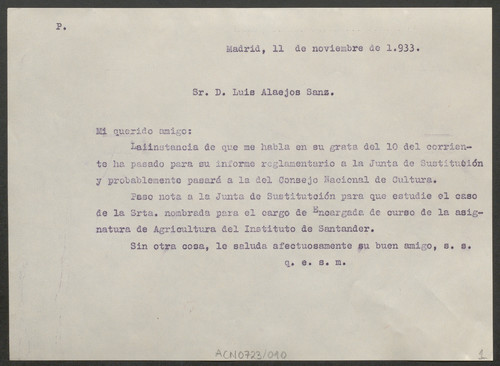 P.
Madrid, 11 de noviembre de 1.933.
Sr. D. Luis Alaejos Sanz.
Mi querido amigo:
Laiinstancia de que me habla en su grata del 10 del corrien-
te ha pasado para su informe reglamentario a la Junta de Sustitución
y probablemente pasará a la del Consejo Nacional de Cultura.
Paso nota a la Junta de Sustitución para que estudie el caso
de la Srta. nombrada para el cargo de Encargada de curso de la asig-
natura de Agricultura del Instituto de Santander.
Sin otra cosa, le saluda afectuosamente su buen amigo, s. s.
q. e. s. m.
ACN0723/010 1